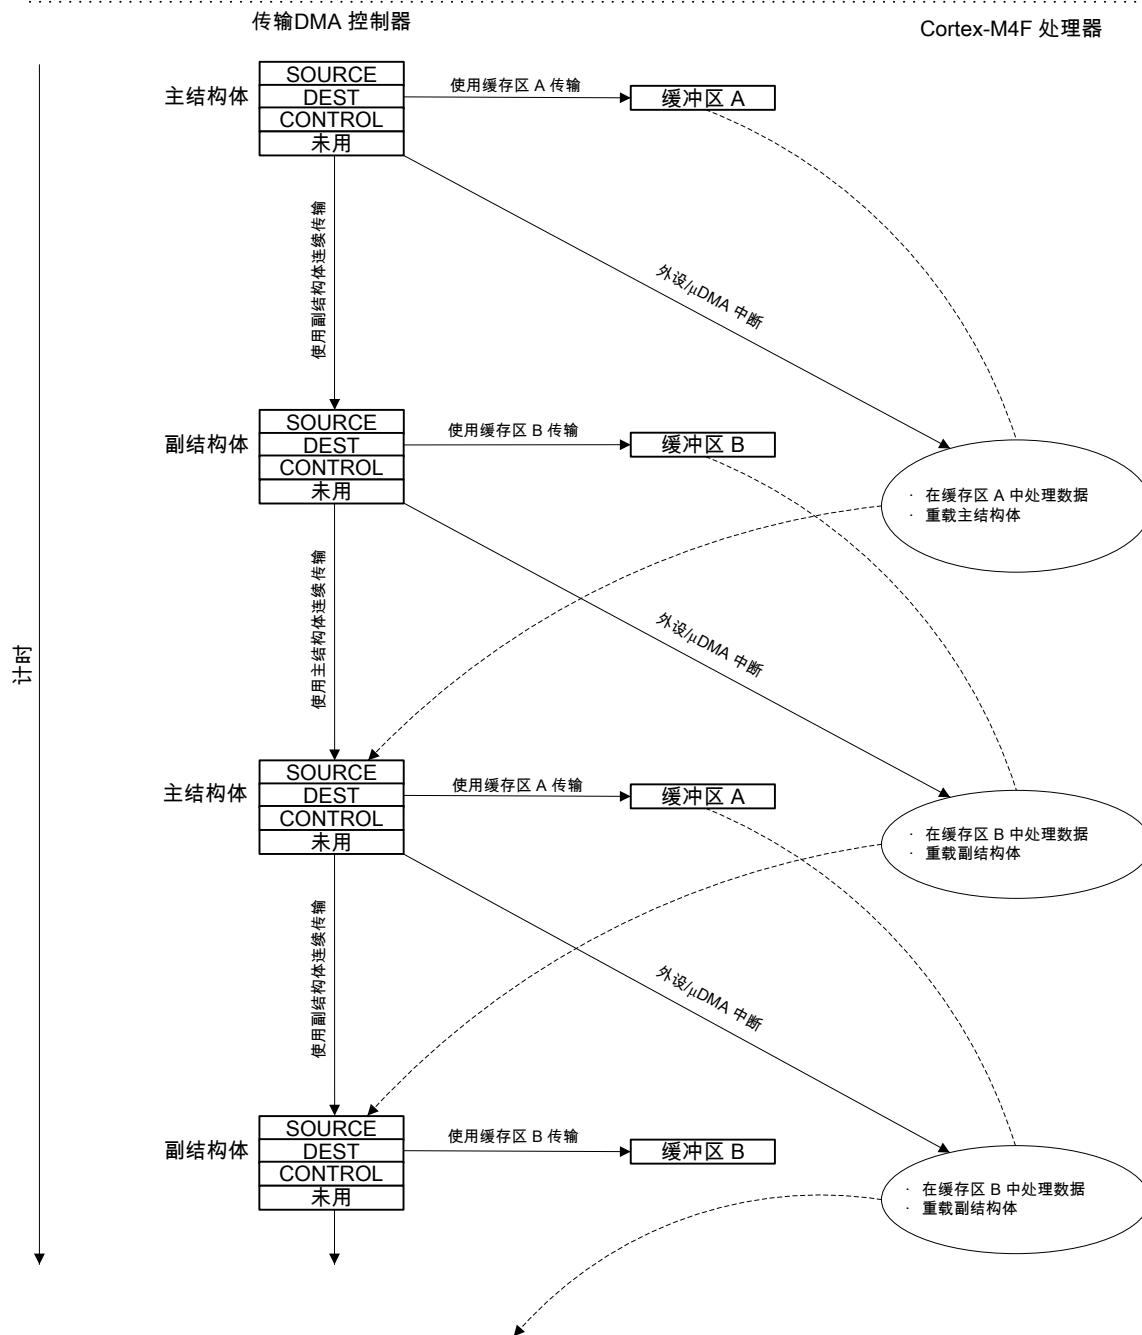 传输DMA 控制器
Cortex-M4F 处理器
计时
主结构体
SOURCE
DEST
CONTROL
未用
使用缓存区 A 传输
缓冲区 A
使用副结构体连续传输
外设/μDMA 中断
副结构体
SOURCE
DEST
CONTROL
未用
使用缓存区 B 传输
缓冲区 B
· 在缓存区 A 中处理数据
· 重载主结构体
使用主结构体连续传输
外设/μDMA 中断
主结构体
SOURCE
DEST
CONTROL
未用
使用缓存区 A 传输
缓冲区 A
· 在缓存区 B 中处理数据
· 重载副结构体
使用副结构体连续传输
外设/μDMA 中断
副结构体
SOURCE
DEST
CONTROL
未用
使用缓存区 B 传输
缓冲区 B
· 在缓存区 B 中处理数据
· 重载副结构体